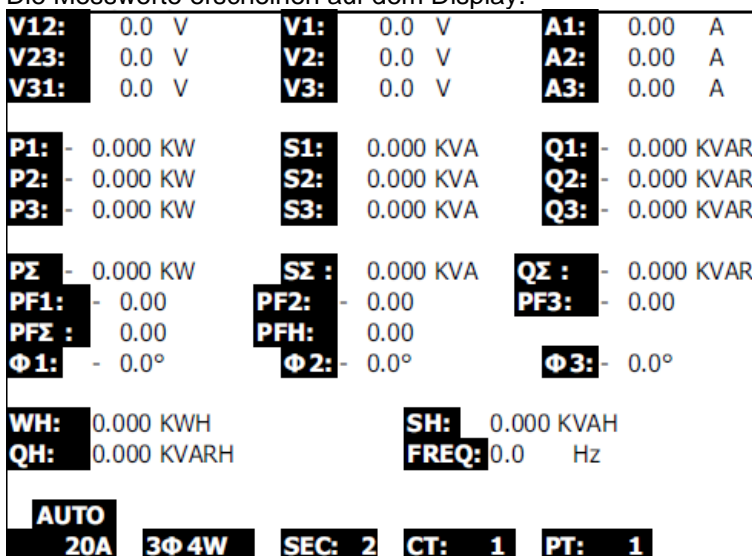 Die Messwerte erscheinen auf dem Display:
V12: 0.0 V V1: 0.0 V A1: 0.00 A
V23: 0.0 V V2: 0.0 V A2: 0.00 A
V31: 0.0 V V3: 0.0 V A3: 0.00 A
P1: - 0.000 KW S1: 0.000 KVA Q1: - 0.000 KVAR
P2: - 0.000 KW S2: 0.000 KVA Q2: - 0.000 KVAR
P3: - 0.000 KW S3: 0.000 KVA Q3: - 0.000 KVAR
PΣ - 0.000 KW SΣ : 0.000 KVA QΣ : - 0.000 KVAR
PF1: - 0.00 PF2: - 0.00 PF3: - 0.00
PFΣ : 0.00 PFH: 0.00
Φ1: - 0.0° Φ2: - 0.0° Φ3: - 0.0°
WH: 0.000 KWH SH: 0.000 KVAH
QH: 0.000 KVARH FREQ: 0.0 Hz
AUTO
20A 3Φ4W SEC: 2 CT: 1 PT: 1